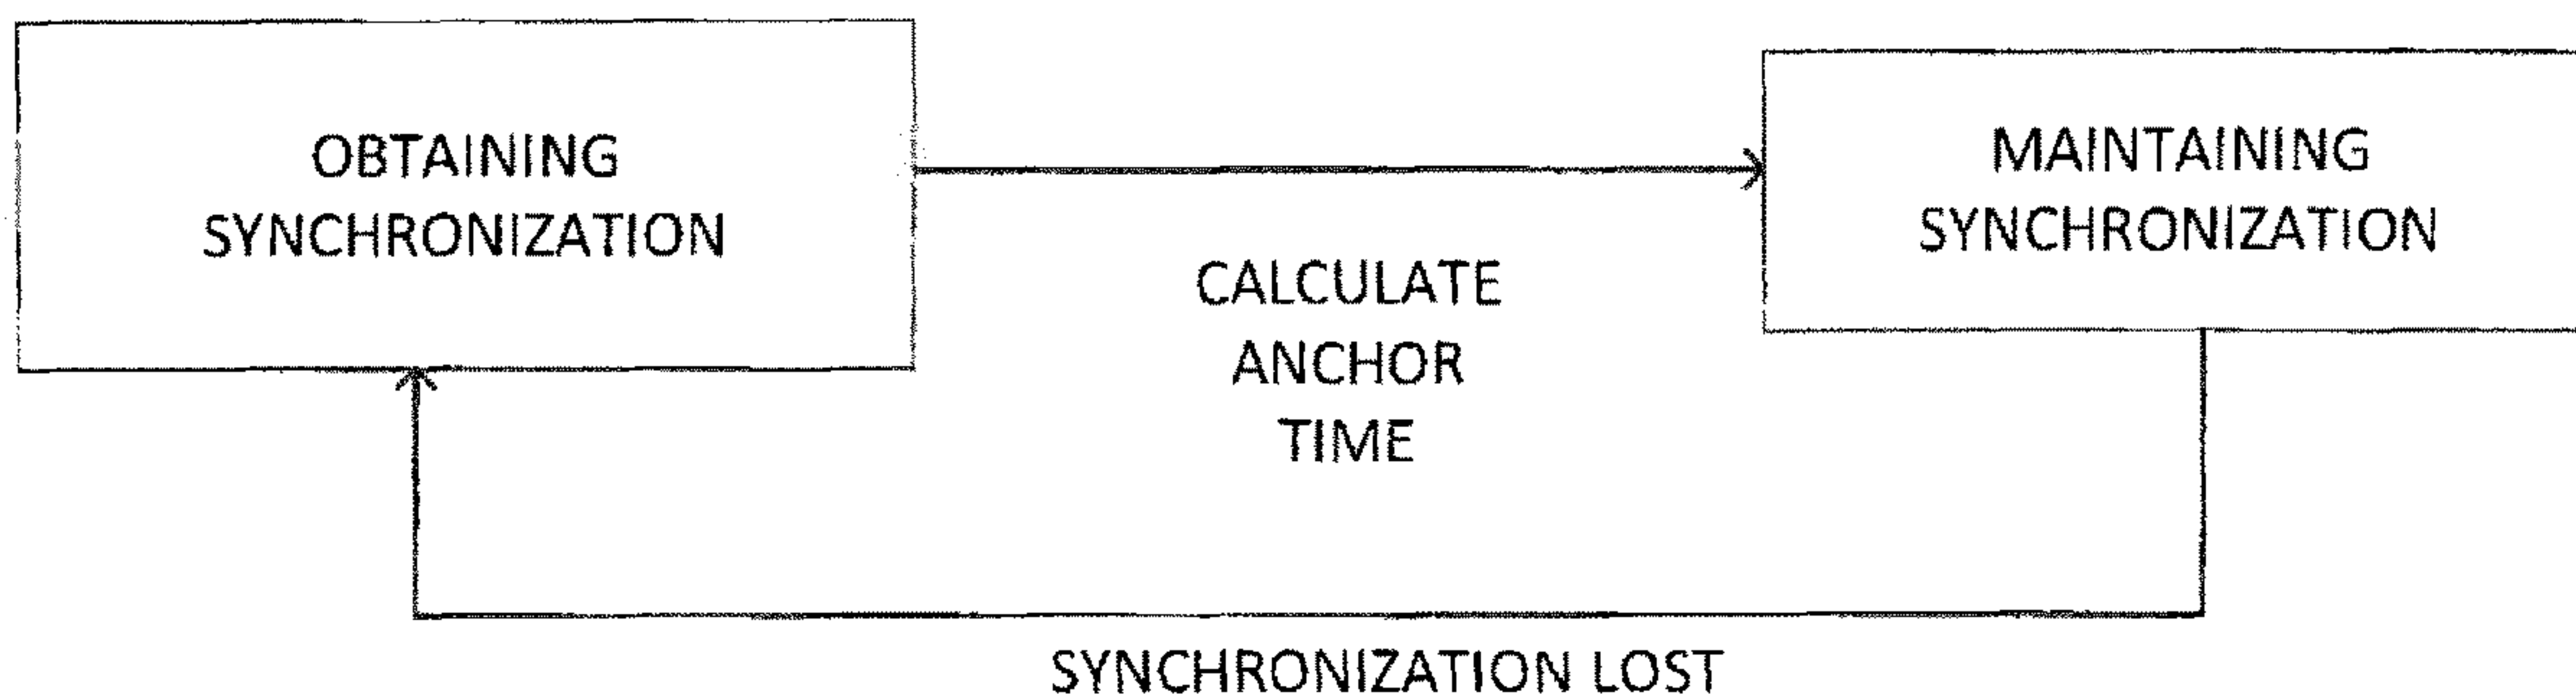 OBTAINING
SYNCHRONIZATION
CALCULATE
ANCHOR
TIME
MAINTAINING
SYNCHRONIZATION
SYNCHRONIZATION LOST